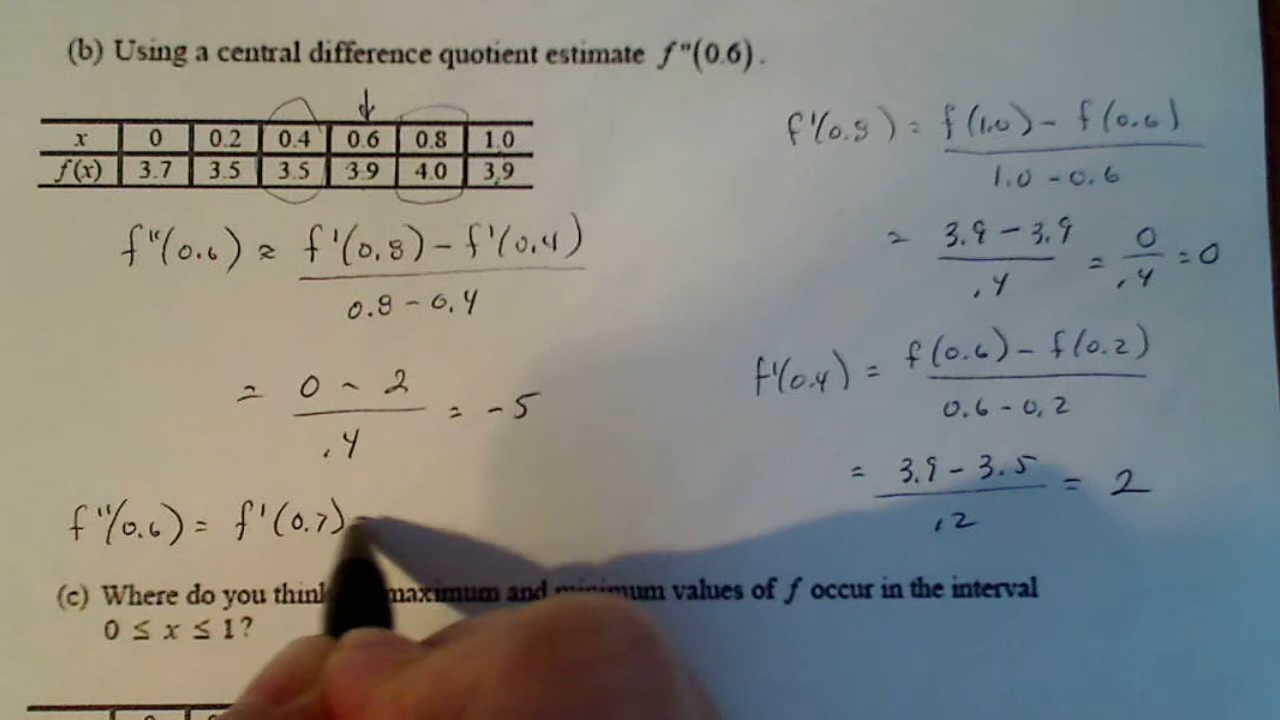 (b) Using a central difference quotient estimate f"(0.6).
x 0 0.2 0.4 0.6 0.8 1.0
f(x) 3.7 3.5 3.5 3.9 4.0 3.9
f"(0.6) ≈ f'(0.8) - f'(0.4)
0.8 - 0.4
= 0 - 2 = -5
.4
f"(0.6) = f'(0.7) -
f'(0.8) = f(1.0) - f(0.6)
1.0 - 0.6
= 3.9 - 3.9 = 0 = 0
.4 .4
f'(0.4) = f(0.6) - f(0.2)
0.6 - 0.2
= 3.9 - 3.5 = 2
.2
(c) Where do you think maximum and minimum values of f occur in the interval
0 ≤ x ≤ 1?